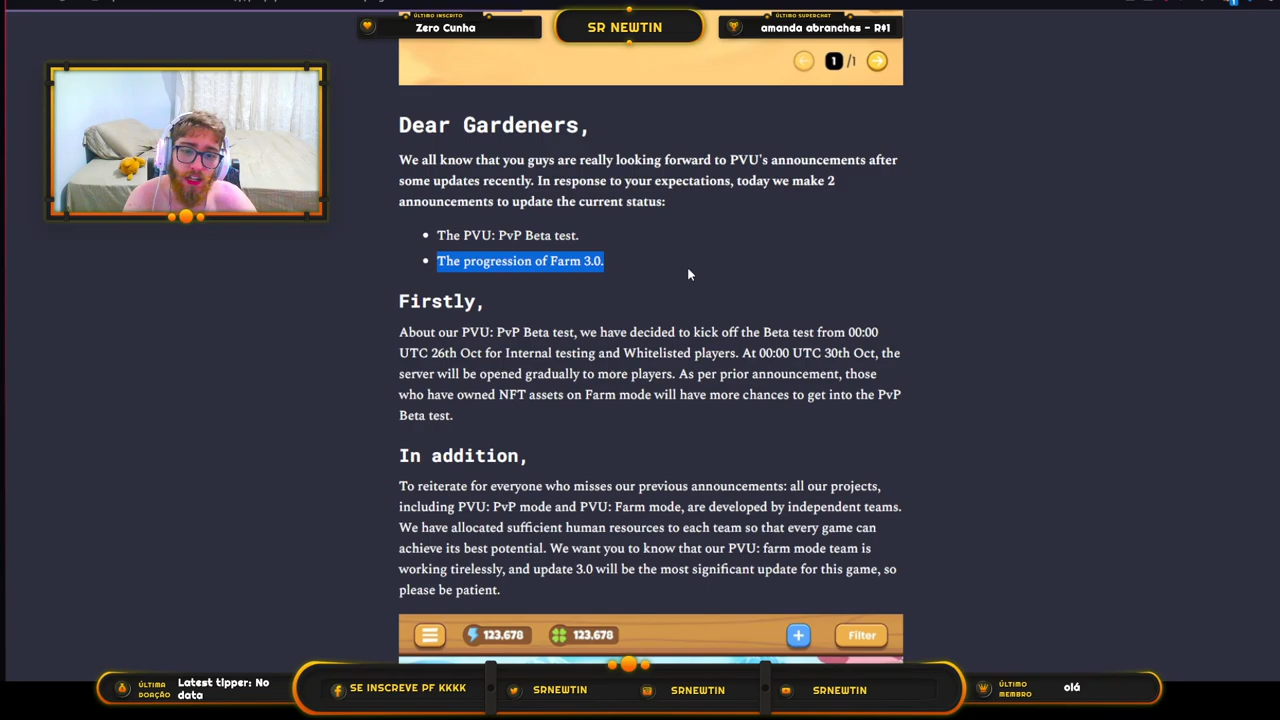 ÚLTIMO INSCRITO
Zero Cunha
SR NEWTIN
ÚLTIMO SUPERCHAT
amanda abranches - R$1
1 /1
Dear Gardeners,
We all know that you guys are really looking forward to PVU's announcements after
some updates recently. In response to your expectations, today we make 2
announcements to update the current status:
• The PVU: PvP Beta test.
• The progression of Farm 3.0.
Firstly,
About our PVU: PvP Beta test, we have decided to kick off the Beta test from 00:00
UTC 26th Oct for Internal testing and Whitelisted players. At 00:00 UTC 30th Oct, the
server will be opened gradually to more players. As per prior announcement, those
who have owned NFT assets on Farm mode will have more chances to get into the PvP
Beta test.
In addition,
To reiterate for everyone who misses our previous announcements: all our projects,
including PVU: PvP mode and PVU: Farm mode, are developed by independent teams.
We have allocated sufficient human resources to each team so that every game can
achieve its best potential. We want you to know that our PVU: farm mode team is
working tirelessly, and update 3.0 will be the most significant update for this game, so
please be patient.
123,678
123,678
Filter
ÚLTIMA
DOAÇÃO
Latest tipper: No
data
SE INSCREVE PF KKKK
SRNEWTIN
SRNEWTIN
SRNEWTIN
ÚLTIMO
MEMBRO
olá